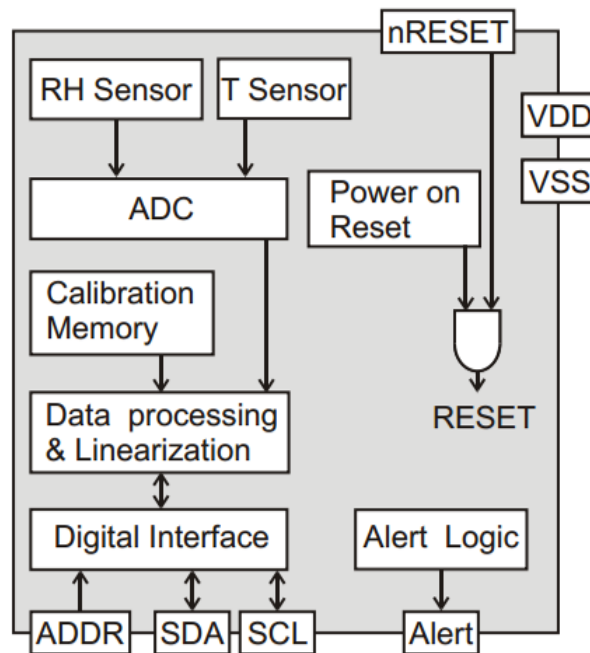 nRESET
RH Sensor
T Sensor
VDD
VSS
ADC
Power on
Reset
Calibration
Memory
RESET
Data processing
& Linearization
Digital Interface
Alert Logic
ADDR
SDA
SCL
Alert